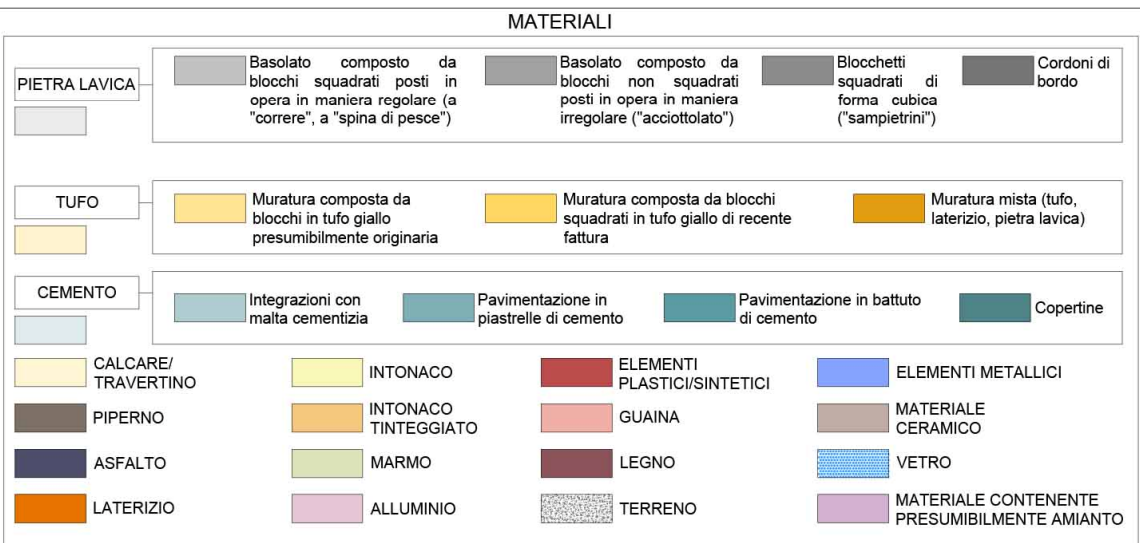 MATERIALI
PIETRA LAVICA
Basolato composto da
blocchi squadrati posti in
opera in maniera regolare (a
"correre", a "spina di pesce")
Basolato composto da
blocchi non squadrati
posti in opera in maniera
irregolare ("acciottolato")
Blocchetti
squadrati di
forma cubica
("sampietrini")
Cordoni di
bordo
TUFO
Muratura composta da
blocchi in tufo giallo
presumibilmente originaria
Muratura composta da blocchi
squadrati in tufo giallo di recente
fattura
Muratura mista (tufo,
laterizio, pietra lavica)
CEMENTO
Integrazioni con
malta cementizia
Pavimentazione in
piastrelle di cemento
Pavimentazione in battuto
di cemento
Copertine
CALCARE/
TRAVERTINO
INTONACO
ELEMENTI
PLASTICI/SINTETICI
ELEMENTI METALLICI
PIPERNO
INTONACO
TINTEGGIATO
GUAINA
MATERIALE
CERAMICO
ASFALTO
MARMO
LEGNO
VETRO
LATERIZIO
ALLUMINIO
TERRENO
MATERIALE CONTENENTE
PRESUMIBILMENTE AMIANTO